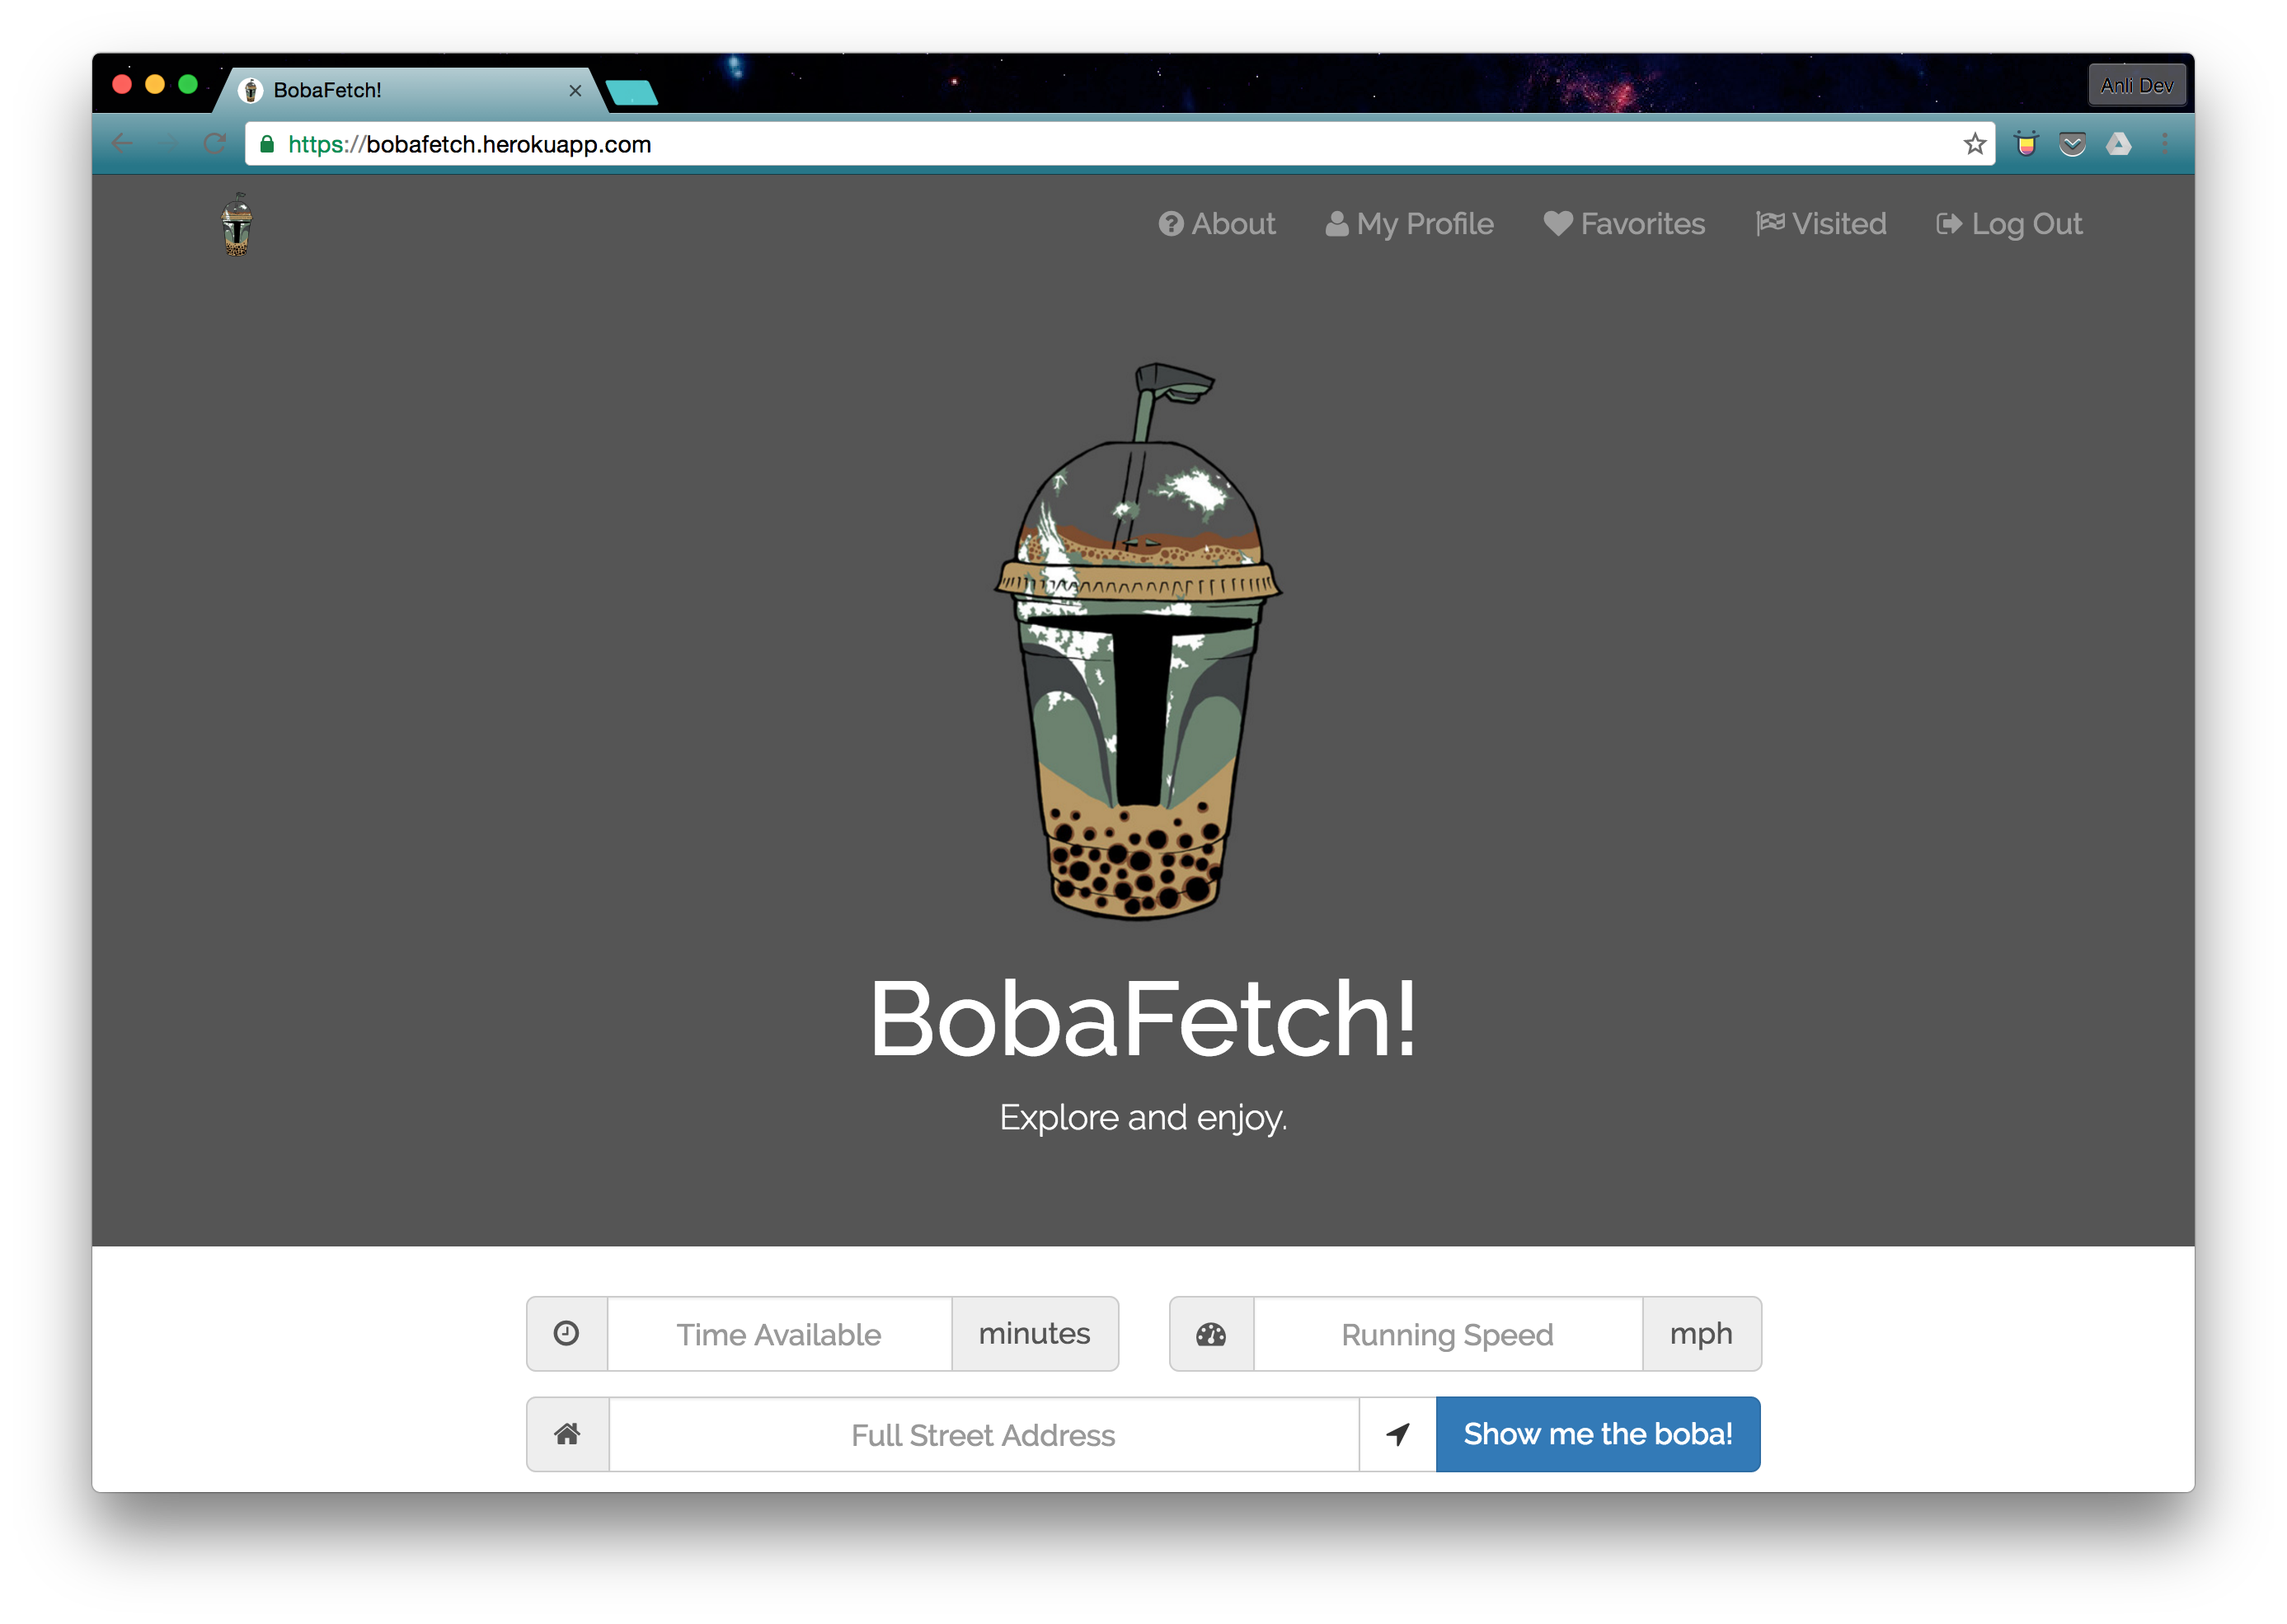 BobaFetch!
Anli Dev
https://bobafetch.herokuapp.com
About My Profile Favorites Visited Log Out
BobaFetch!
Explore and enjoy.
Time Available minutes Running Speed mph
Full Street Address Show me the boba!